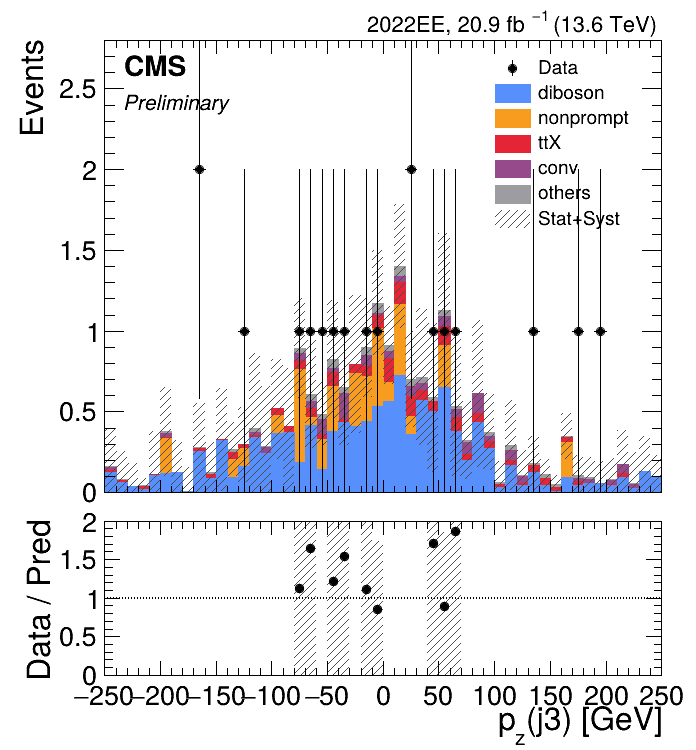 2022EE, 20.9 fb⁻¹ (13.6 TeV)
CMS
Preliminary
Events
Data
diboson
nonprompt
ttX
conv
others
Stat+Syst
2.5
2
1.5
1
0.5
0
Data / Pred
2
1.5
1
0.5
0
−250 −200 −150 −100 −50 0 50 100 150 200 250
p_z(j3) [GeV]